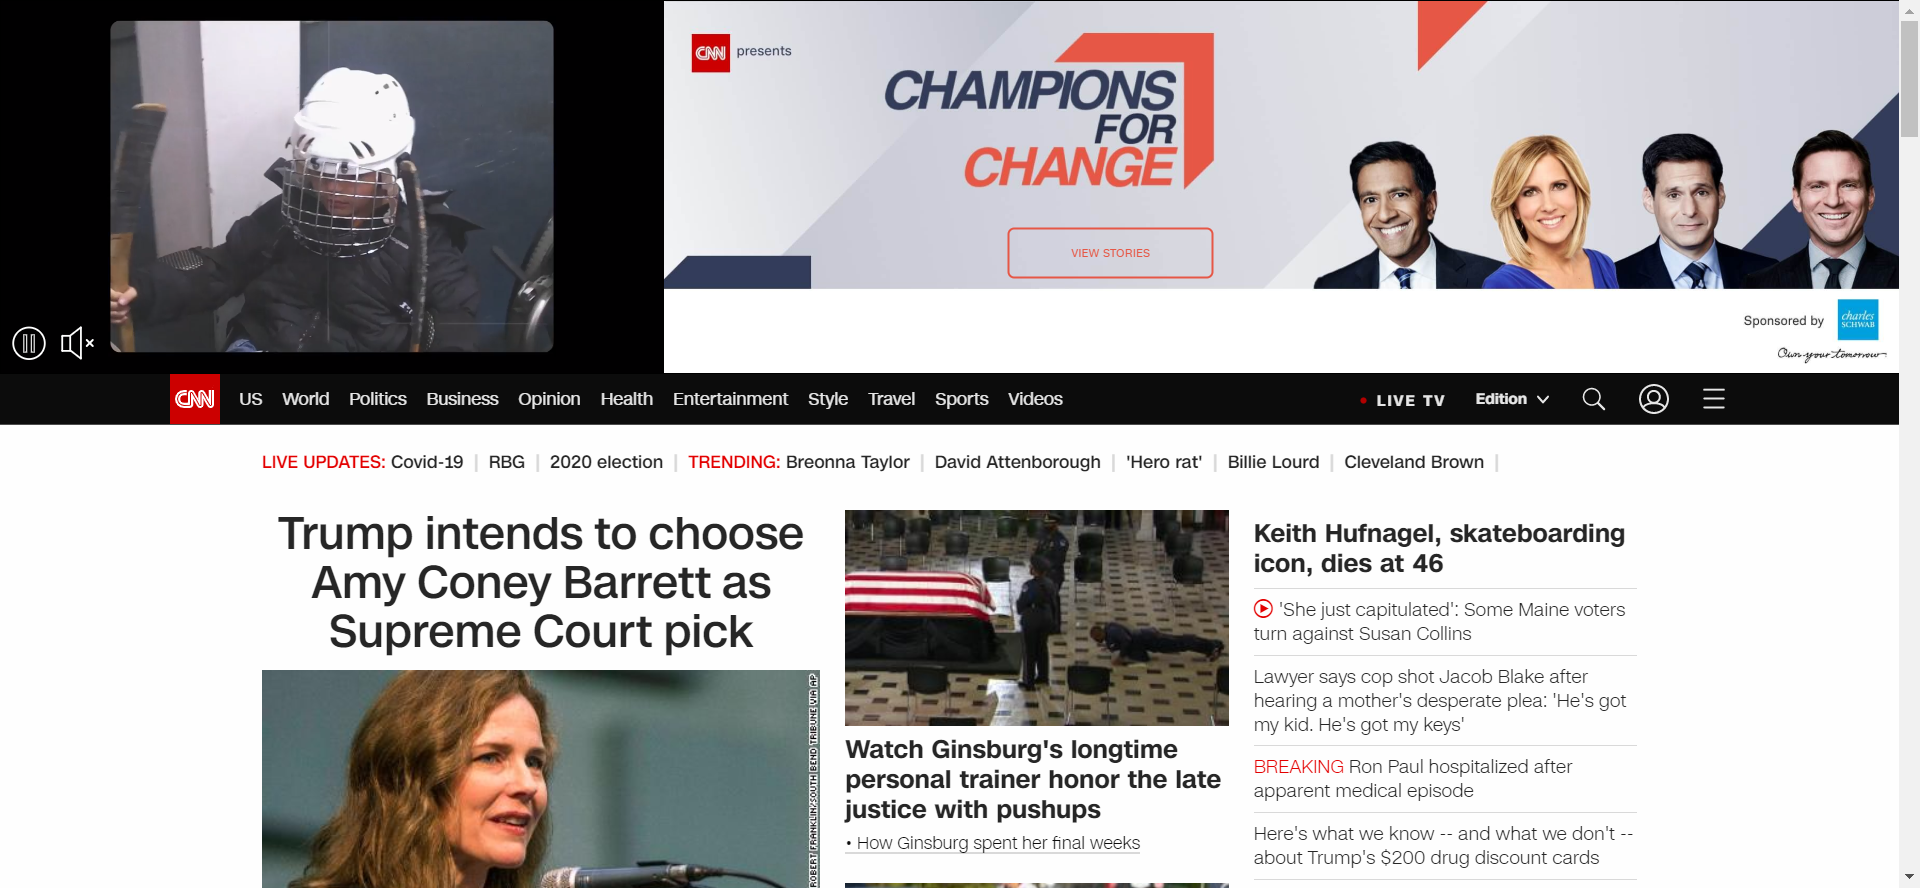 CNN presents
CHAMPIONS
FOR
CHANGE
VIEW STORIES
Sponsored by
charles
SCHWAB
Own your tomorrow
CNN US World Politics Business Opinion Health Entertainment Style Travel Sports Videos LIVE TV Edition
LIVE UPDATES: Covid-19 | RBG | 2020 election | TRENDING: Breonna Taylor | David Attenborough | 'Hero rat' | Billie Lourd | Cleveland Brown |
Trump intends to choose
Amy Coney Barrett as
Supreme Court pick
ROBERT FRANKLIN/SOUTH BEND TRIBUNE VIA AP
Watch Ginsburg's longtime
personal trainer honor the late
justice with pushups
• How Ginsburg spent her final weeks
Keith Hufnagel, skateboarding
icon, dies at 46
'She just capitulated': Some Maine voters
turn against Susan Collins
Lawyer says cop shot Jacob Blake after
hearing a mother's desperate plea: 'He's got
my kid. He's got my keys'
BREAKING Ron Paul hospitalized after
apparent medical episode
Here's what we know -- and what we don't --
about Trump's $200 drug discount cards